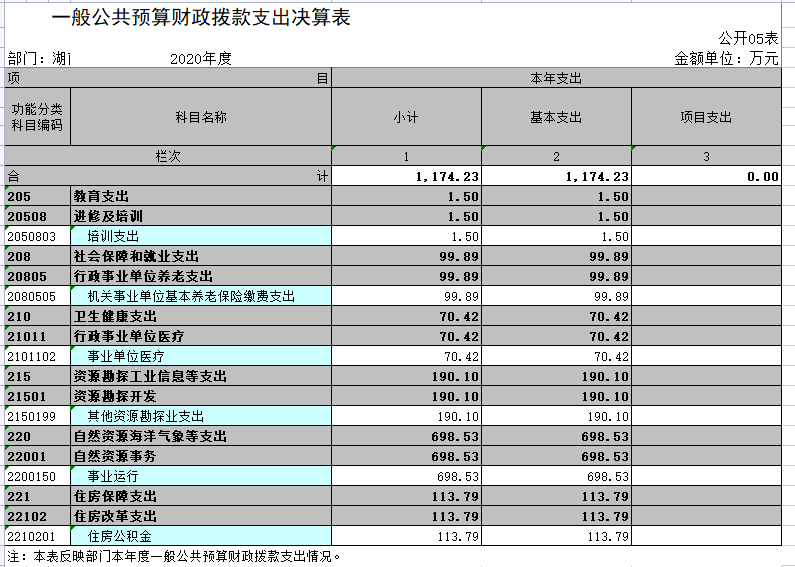 一般公共预算财政拨款支出决算表
公开05表
部门：湖 2020年度 金额单位：万元
项 目 本年支出
功能分类科目编码 科目名称 小计 基本支出 项目支出
栏次 1 2 3
合 计 1,174.23 1,174.23 0.00
205 教育支出 1.50 1.50
20508 进修及培训 1.50 1.50
2050803 培训支出 1.50 1.50
208 社会保障和就业支出 99.89 99.89
20805 行政事业单位养老支出 99.89 99.89
2080505 机关事业单位基本养老保险缴费支出 99.89 99.89
210 卫生健康支出 70.42 70.42
21011 行政事业单位医疗 70.42 70.42
2101102 事业单位医疗 70.42 70.42
215 资源勘探工业信息等支出 190.10 190.10
21501 资源勘探开发 190.10 190.10
2150199 其他资源勘探业支出 190.10 190.10
220 自然资源海洋气象等支出 698.53 698.53
22001 自然资源事务 698.53 698.53
2200150 事业运行 698.53 698.53
221 住房保障支出 113.79 113.79
22102 住房改革支出 113.79 113.79
2210201 住房公积金 113.79 113.79
注：本表反映部门本年度一般公共预算财政拨款支出情况。